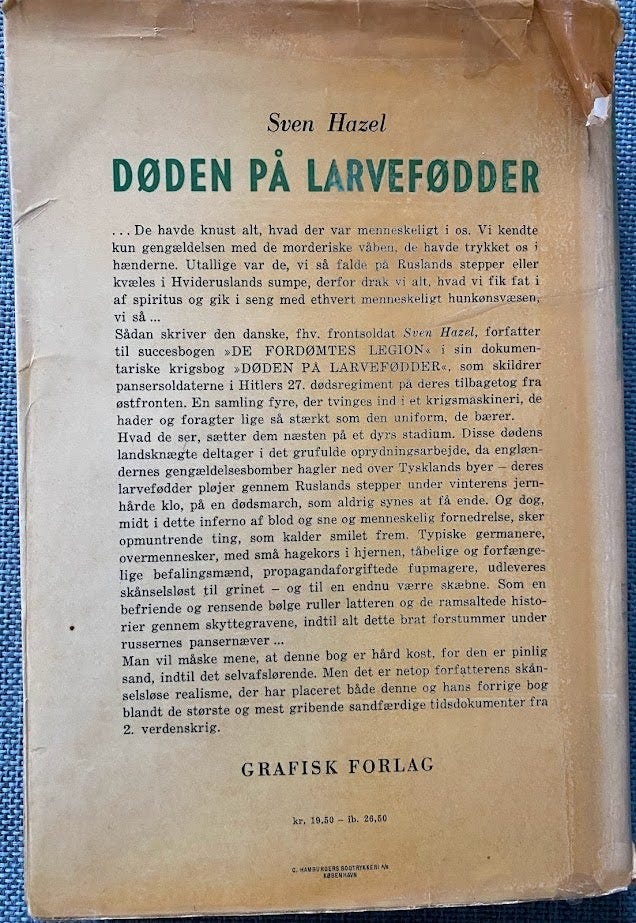 Sven Hazel
DØDEN PÅ LARVEFØDDER
... De havde knust alt, hvad der var menneskeligt i os. Vi kendte
kun gengældelsen med de morderiske våben, de havde trykket os i
hænderne. Utallige var de, vi så falde på Ruslands stepper eller
kvæles i Hvideruslands sumpe, derfor drak vi alt, hvad vi fik fat i
af spiritus og gik i seng med ethvert menneskeligt hunkønsvæsen,
vi så ...
Sådan skriver den danske, fhv. frontsoldat Sven Hazel, forfatter
til succesbogen »DE FORDØMTES LEGION« i sin dokumen-
tariske krigsbog »DØDEN PÅ LARVEFØDDER«, som skildrer
pansersoldaterne i Hitlers 27. dødsregiment på deres tilbagetog fra
østfronten. En samling fyre, der tvinges ind i et krigsmaskineri, de
hader og foragter lige så stærkt som den uniform, de bærer.
Hvad de ser, sætter dem næsten på et dyrs stadium. Disse dødens
landsknægte deltager i det grufulde oprydningsarbejde, da englæn-
dernes gengældelsesbomber hagler ned over Tysklands byer – deres
larvefødder pløjer gennem Ruslands stepper under vinterens jern-
hårde klo, på en dødsmarch, som aldrig synes at få ende. Og dog,
midt i dette inferno af blod og sne og menneskelig fornedrelse, sker
opmuntrende ting, som kalder smilet frem. Typiske germanere,
overmennesker, med små hagekors i hjernen, tåbelige og forfænge-
lige befalingsmænd, propagandaforgiftede fupmagere, udleveres
skånselsløst til grinet – og til en endnu værre skæbne. Som en
befriende og rensende bølge ruller latteren og de ramsaltede histo-
rier gennem skyttegravene, indtil alt dette brat forstummer under
russernes pansernæver ...
Man vil måske mene, at denne bog er hård kost, for den er pinlig
sand, indtil det selvafslørende. Men det er netop forfatterens skån-
selsløse realisme, der har placeret både denne og hans forrige bog
blandt de største og mest gribende sandfærdige tidsdokumenter fra
2. verdenskrig.
GRAFISK FORLAG
kr. 19,50 – ib. 26,50
C. HAMBURGERS BOGTRYKKERI A/S
KØBENHAVN